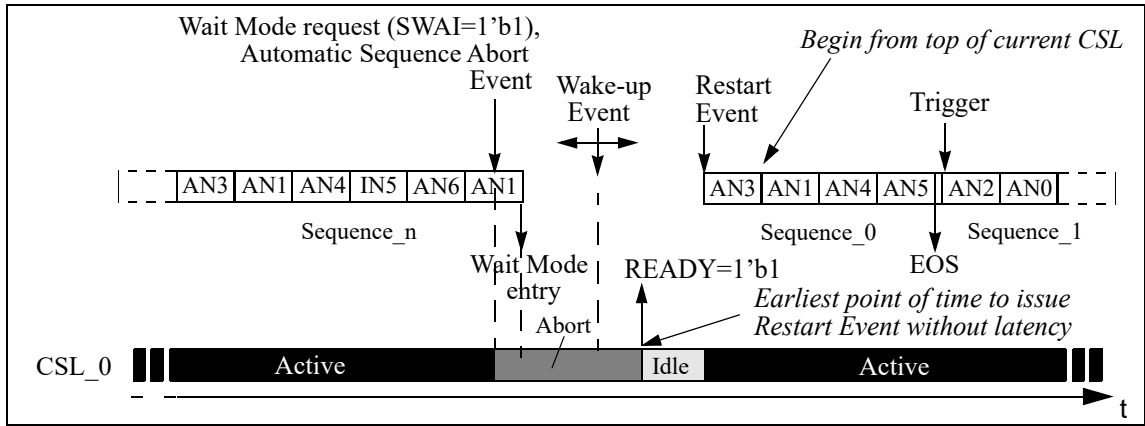 Wait Mode request (SWAI=1’b1),
Automatic Sequence Abort
Event
Wake-up
Event
Restart
Event
Begin from top of current CSL
Trigger
AN3 AN1 AN4 IN5 AN6 AN1
AN3 AN1 AN4 AN5 AN2 AN0
Sequence_n
Sequence_0
Sequence_1
Wait Mode
entry
READY=1’b1
EOS
Earliest point of time to issue
Restart Event without latency
Abort
CSL_0
Active
Idle
Active
t